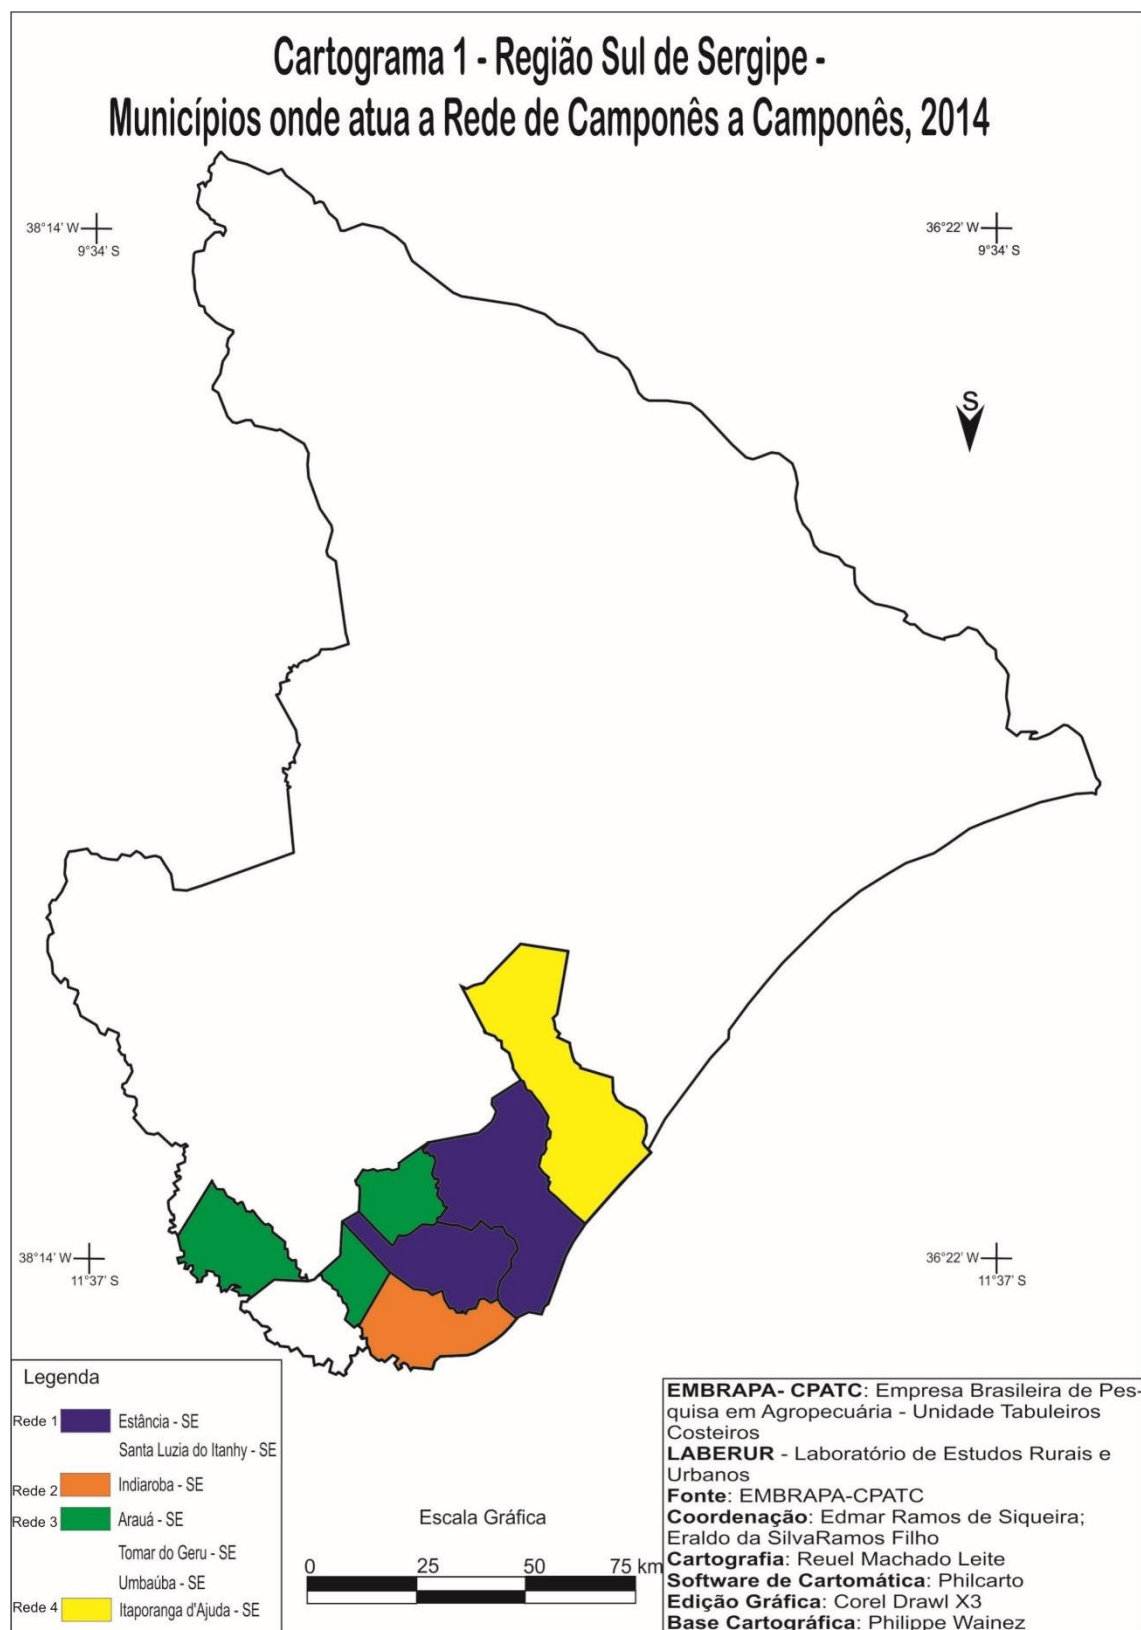 Cartograma 1 - Região Sul de Sergipe -
Municípios onde atua a Rede de Camponês a Camponês, 2014
38°14' W
9°34' S
36°22' W
9°34' S
S
38°14' W
11°37' S
36°22' W
11°37' S
Legenda
Rede 1 Estância - SE
Santa Luzia do Itanhy - SE
Rede 2 Indiaroba - SE
Rede 3 Arauá - SE
Tomar do Geru - SE
Umbaúba - SE
Rede 4 Itaporanga d'Ajuda - SE
Escala Gráfica
0 25 50 75 km
EMBRAPA- CPATC: Empresa Brasileira de Pes-
quisa em Agropecuária - Unidade Tabuleiros
Costeiros
LABERUR - Laboratório de Estudos Rurais e
Urbanos
Fonte: EMBRAPA-CPATC
Coordenação: Edmar Ramos de Siqueira;
Eraldo da SilvaRamos Filho
Cartografia: Reuel Machado Leite
Software de Cartomática: Philcarto
Edição Gráfica: Corel Drawl X3
Base Cartográfica: Philippe Wainez